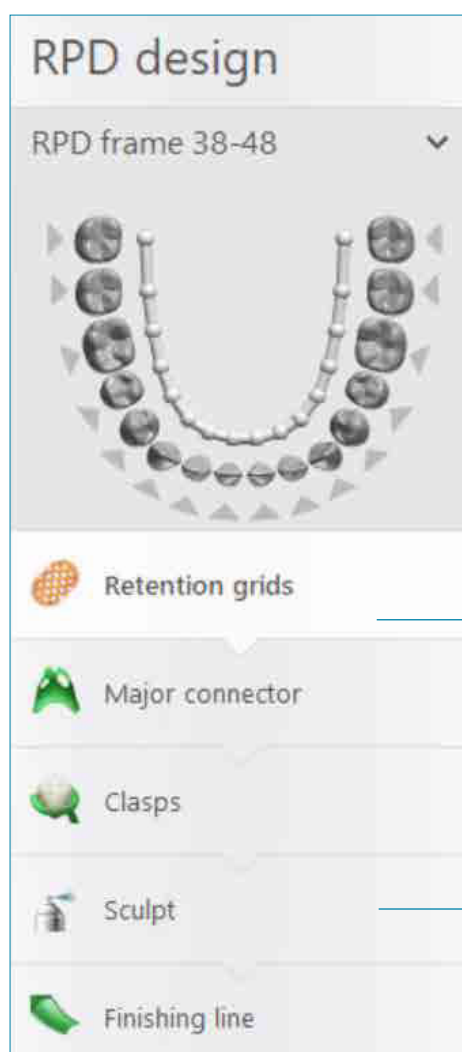 RPD design
RPD frame 38-48
Retention grids
Major connector
Clasps
Sculpt
Finishing line